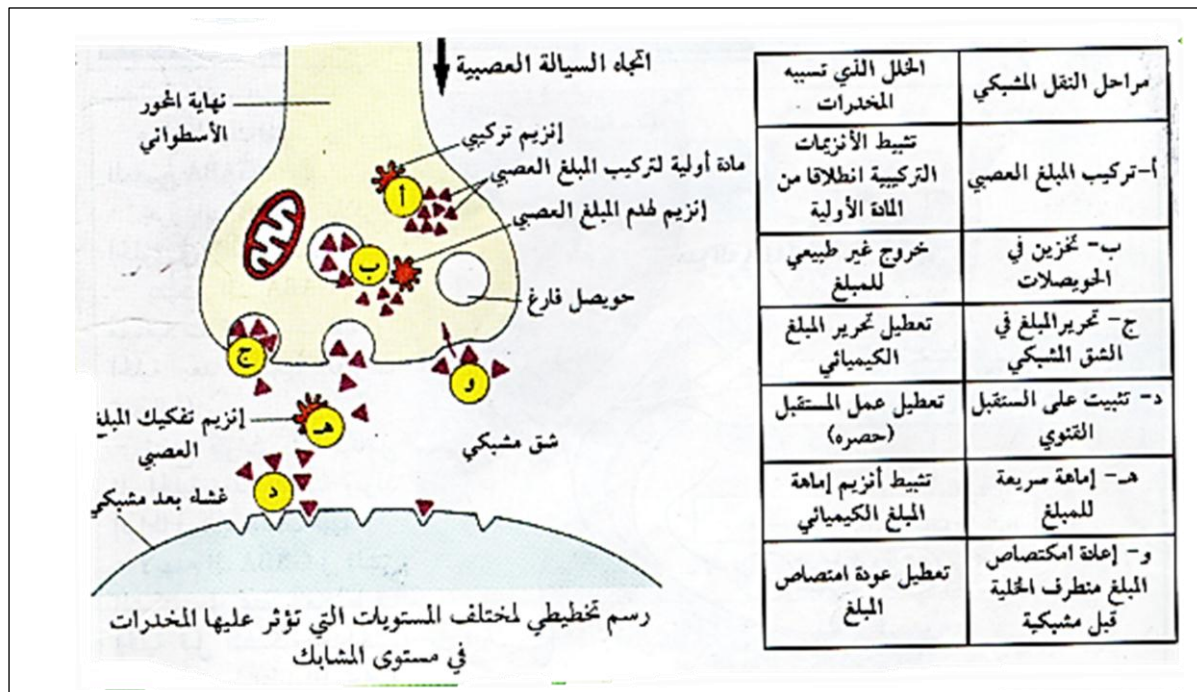 اتجاه السيالة العصبية
نهاية المحور
الأسطواني
إنزيم تركيبي
مادة أولية لتركيب المبلغ العصبي
إنزيم لهدم المبلغ العصبي
أ
ب
حويصل فارغ
ج
و
هـ
إنزيم تفكيك المبلغ
العصبي
شق مشبكي
د
غشاء بعد مشبكي
رسم تخطيطي لمختلف المستويات التي تؤثر عليها المخدرات
في مستوى المشابك
مراحل النقل المشبكي
الخلل الذي تسببه
المخدرات
أ-تركيب المبلغ العصبي
تثبيط الأنزيمات
التركيبية انطلاقا من
المادة الأولية
ب- تخزين في
الحويصلات
خروج غير طبيعي
للمبلغ
ج- تحرير المبلغ في
الشق المشبكي
تعطيل تحرير المبلغ
الكيميائي
د- تثبيت على الستقبل
القنوي
تعطيل عمل المستقبل
(حصره)
هـ- إماهة سريعة
للمبلغ
تثبيط أنزيم إماهة
المبلغ الكيميائي
و- إعادة امكتصاص
المبلغ منطرف الخلية
قبل مشبكية
تعطيل عودة امتصاص
المبلغ